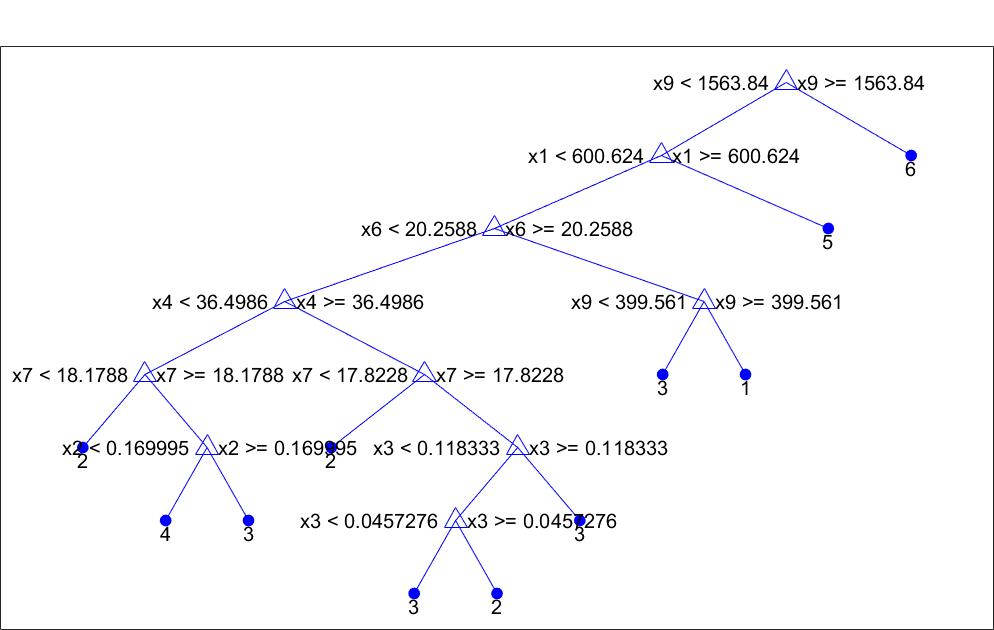 x9 < 1563.84 x9 >= 1563.84
x1 < 600.624 x1 >= 600.624
6
x6 < 20.2588 x6 >= 20.2588
5
x4 < 36.4986 x4 >= 36.4986 x9 < 399.561 x9 >= 399.561
x7 < 18.1788 x7 >= 18.1788 x7 < 17.8228 x7 >= 17.8228
3 1
x2 < 0.169995 x2 >= 0.169995 x3 < 0.118333 x3 >= 0.118333
2 2
x3 < 0.0457276 x3 >= 0.0457276
4 3 3
3 2